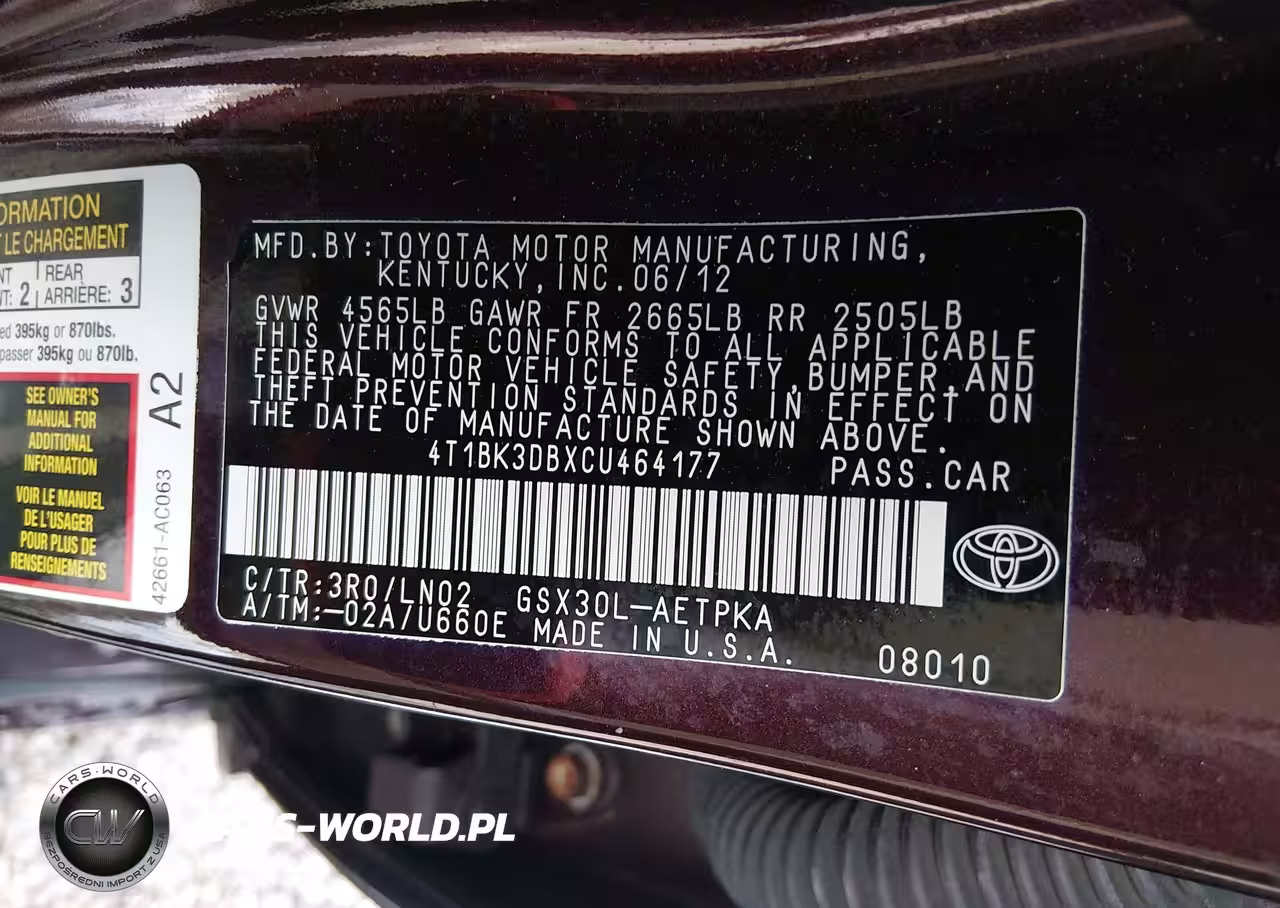 ORMATION
LE CHARGEMENT
NT | REAR
T: 2 | ARRIÈRE: 3
ed 395kg or 870lbs.
passer 395kg ou 870lb.
SEE OWNER'S
MANUAL FOR
ADDITIONAL
INFORMATION
VOIR LE MANUEL
DE L'USAGER
POUR PLUS DE
RENSEIGNEMENTS
42661-AC063 A2
MFD.BY:TOYOTA MOTOR MANUFACTURING,
KENTUCKY,INC.06/12
GVWR 4565LB GAWR FR 2665LB RR 2505LB
THIS VEHICLE CONFORMS TO ALL APPLICABLE
FEDERAL MOTOR VEHICLE SAFETY,BUMPER,AND
THEFT PREVENTION STANDARDS IN EFFECT ON
THE DATE OF MANUFACTURE SHOWN ABOVE.
4T1BK3DBXCU464177 PASS.CAR
C/TR:3R0/LN02 GSX30L-AETPKA
A/TM:-02A/U660E MADE IN U.S.A.
08010
CARS-WORLD
CW
BEZPOŚREDNI IMPORT Z USA
S-WORLD.PL